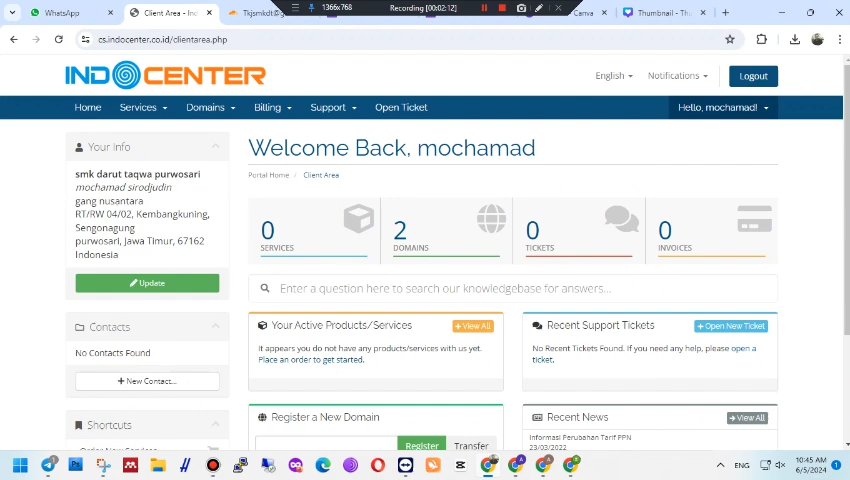 WhatsApp
Client Area - In
Tkjsmkdt@g
1366x768
Recording [00:02:12]
Canva
Thumbnail - Th
cs.indocenter.co.id/clientarea.php
INDOCENTER
English
Notifications
Logout
Home
Services
Domains
Billing
Support
Open Ticket
Hello, mochamad!
Your Info
smk darut taqwa purwosari
mochamad sirodjudin
gang nusantara
RT/RW 04/02, Kembangkuning,
Sengonagung
purwosari, Jawa Timur, 67162
Indonesia
Update
Contacts
No Contacts Found
New Contact...
Shortcuts
Order New Services
Welcome Back, mochamad
Portal Home / Client Area
0
SERVICES
2
DOMAINS
0
TICKETS
0
INVOICES
Enter a question here to search our knowledgebase for answers...
Your Active Products/Services
View All
It appears you do not have any products/services with us yet.
Place an order to get started.
Recent Support Tickets
Open New Ticket
No Recent Tickets Found. If you need any help, please open a
ticket.
Register a New Domain
Register
Transfer
Recent News
View All
Informasi Perubahan Tarif PPN
23/03/2022
ENG
10:45 AM
6/5/2024